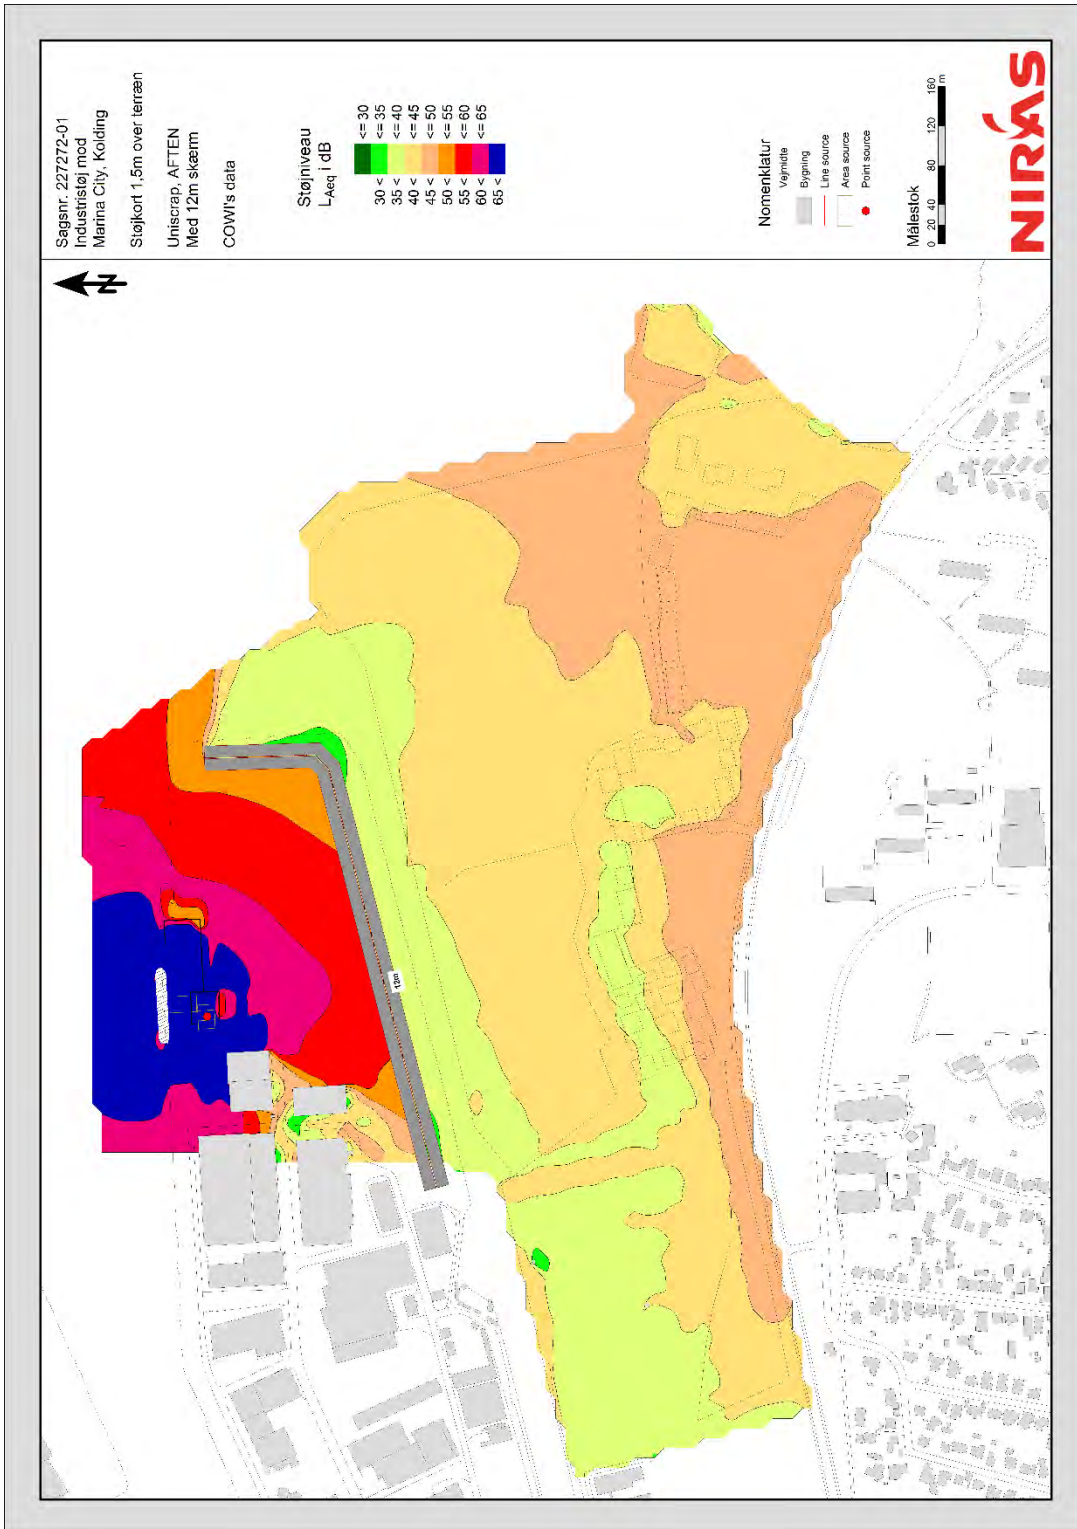 Sagsnr. 227272-01
Industristøj mod
Marina City, Kolding
Støjkort 1,5m over terræn
Uniscrap, AFTEN
Med 12m skærm
COWI's data
Støjniveau
LAeq i dB
<= 30
30 < <= 35
35 < <= 40
40 < <= 45
45 < <= 50
50 < <= 55
55 < <= 60
60 < <= 65
65 <
Nomenklatur
Vejmidte
Bygning
Line source
Area source
Point source
Målestok
0 20 40 80 120 160
m
NIRAS
N
12m